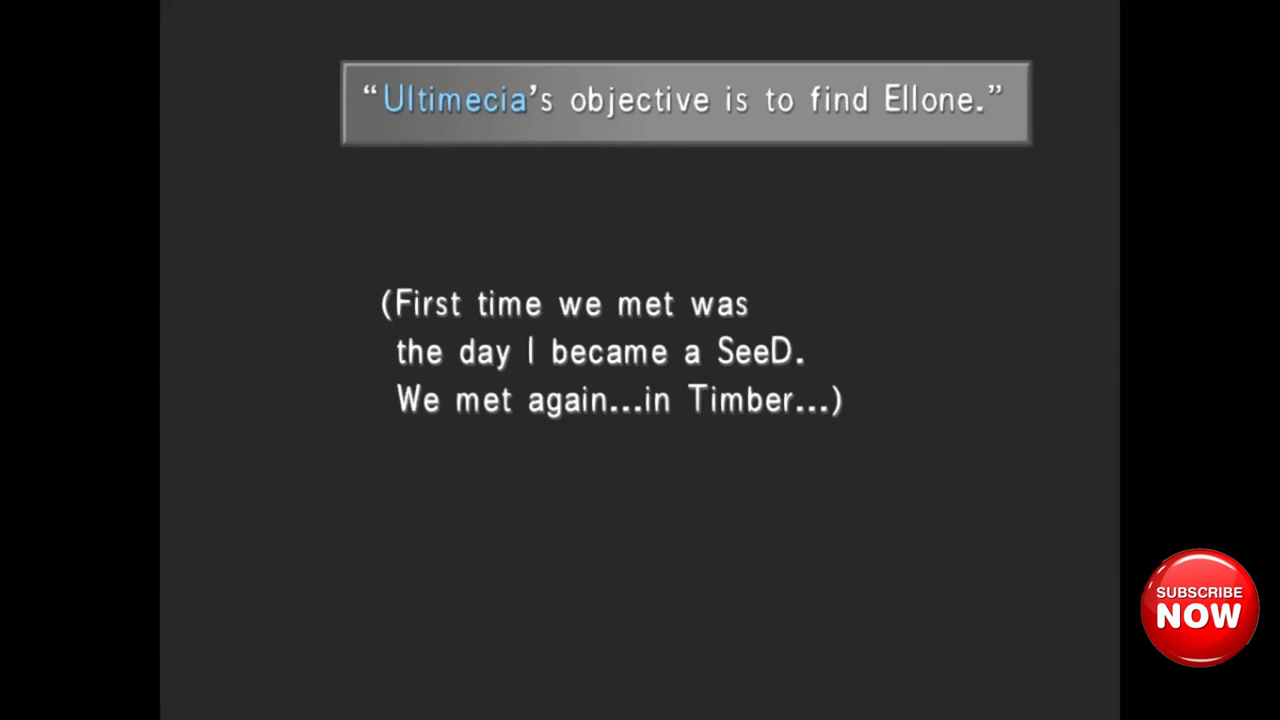 “Ultimecia’s objective is to find Ellone.”
(First time we met was
the day I became a SeeD.
We met again...in Timber...)
SUBSCRIBE
NOW